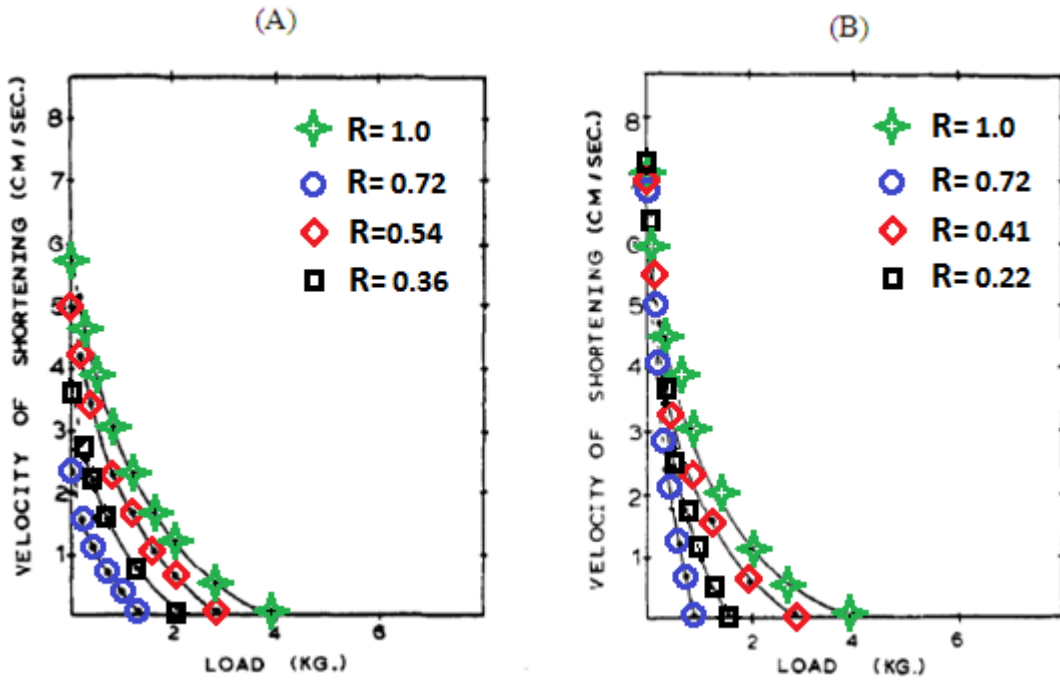 (A)
VELOCITY OF SHORTENING (CM/SEC.)
8
7
6
5
4
3
2
1
R= 1.0
R= 0.72
R=0.54
R= 0.36
2
4
6
LOAD (KG.)
(B)
VELOCITY OF SHORTENING (CM/SEC.)
8
7
6
5
4
3
2
1
R= 1.0
R= 0.72
R= 0.41
R= 0.22
2
4
6
LOAD (KG.)